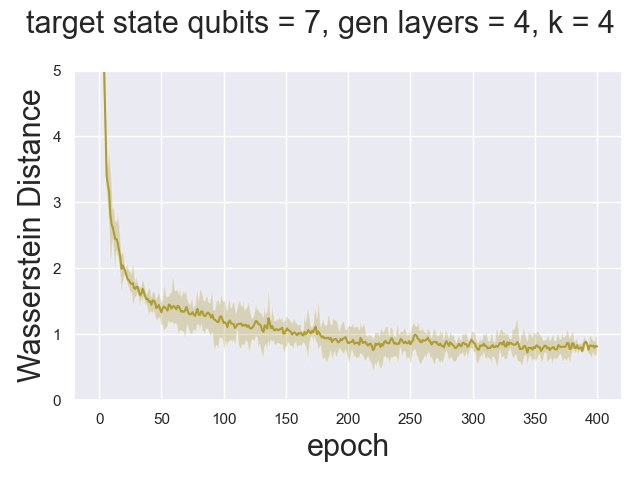 target state qubits = 7, gen layers = 4, k = 4
Wasserstein Distance
5
4
3
2
1
0
0 50 100 150 200 250 300 350 400
epoch